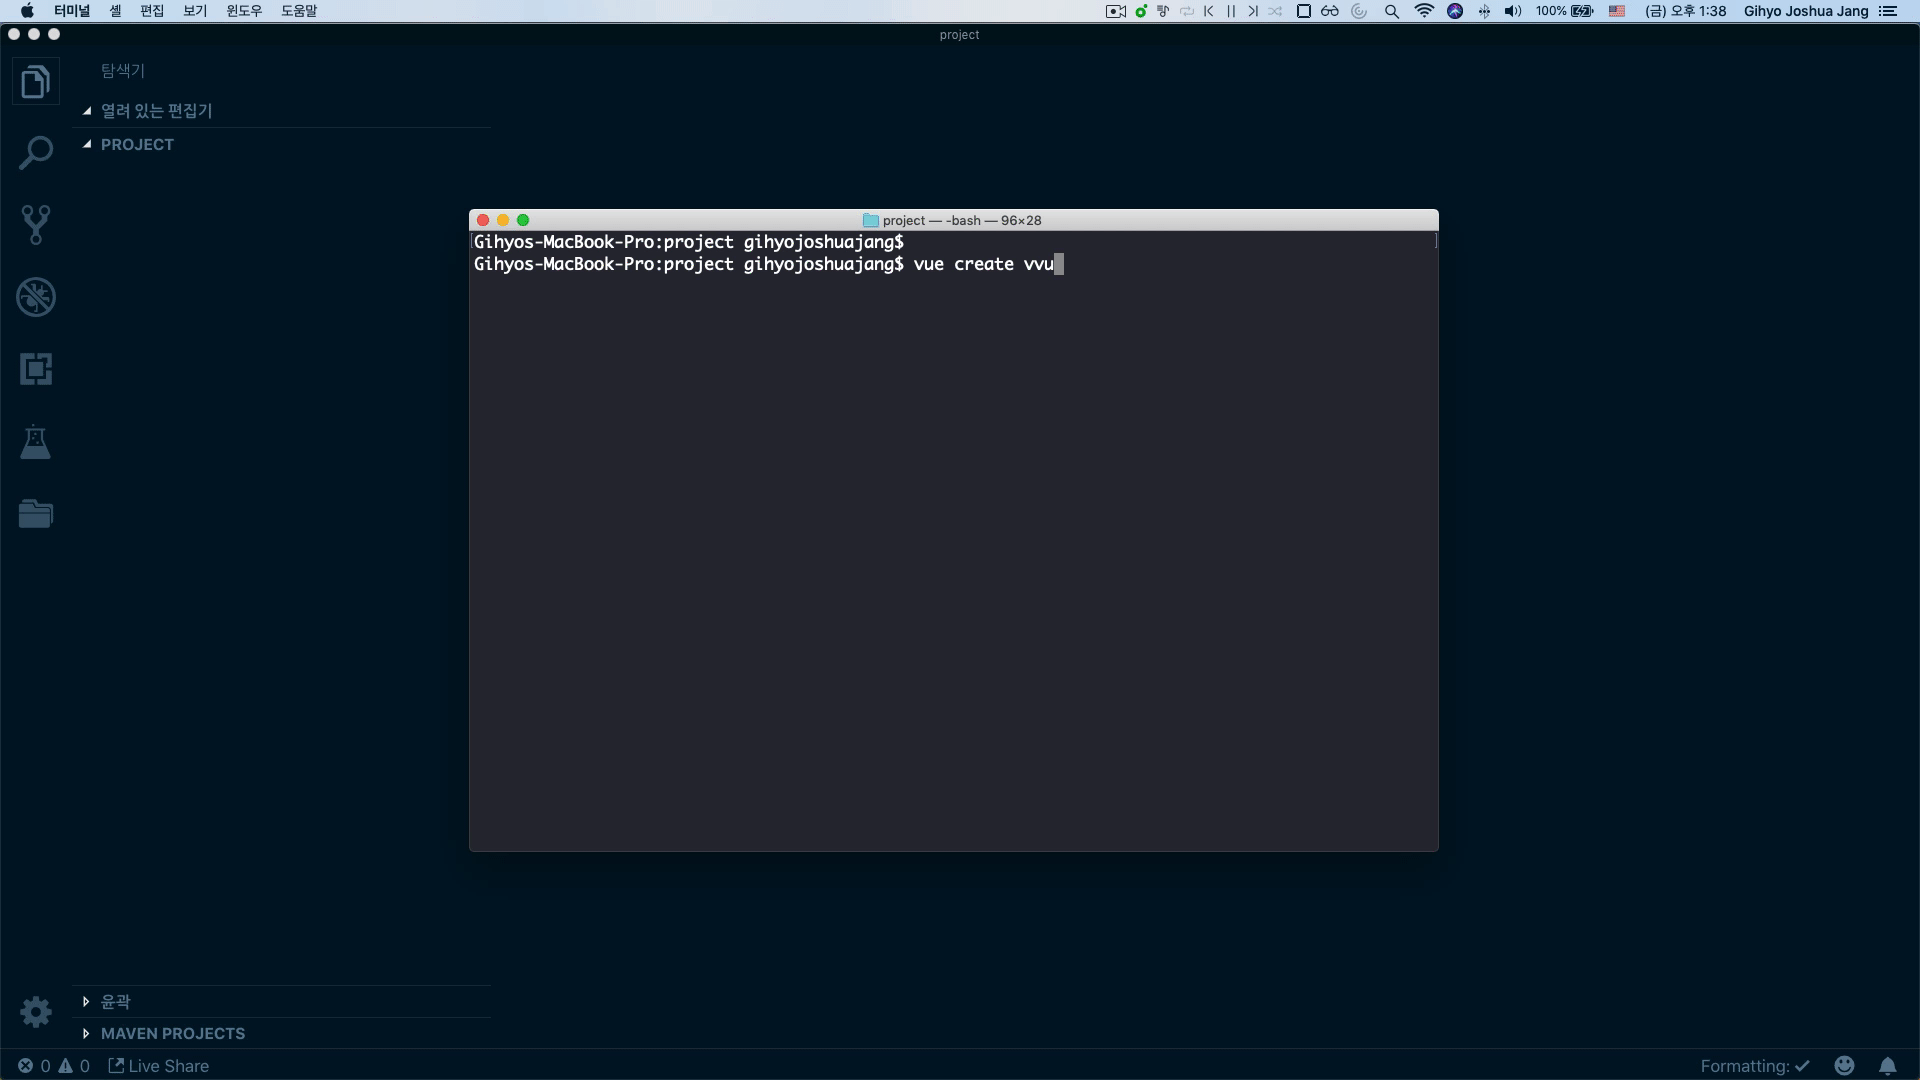 터미널 셸 편집 보기 윈도우 도움말 100% (금) 오후 1:38 Gihyo Joshua Jang
project
탐색기
열려 있는 편집기
PROJECT
project — -bash — 96×28
Gihyos-MacBook-Pro:project gihyojoshuajang$
Gihyos-MacBook-Pro:project gihyojoshuajang$ vue create vvu
윤곽
MAVEN PROJECTS
0 0 Live Share Formatting: ✓